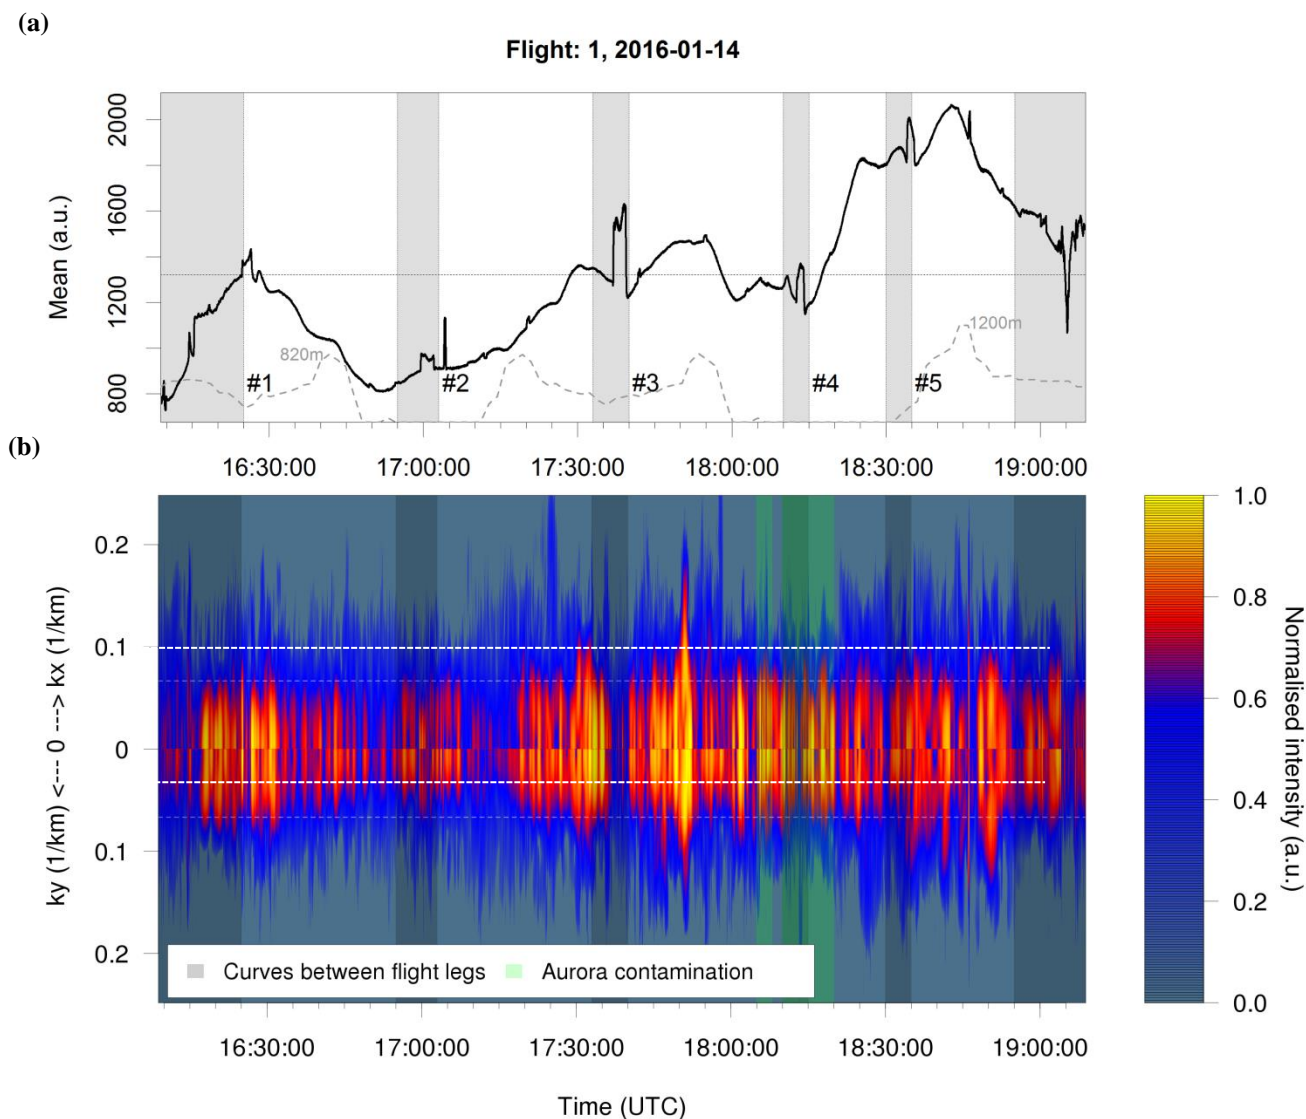 (a)
Flight: 1, 2016-01-14
Mean (a.u.)
2000
1600
1200
800
820m
1200m
#1
#2
#3
#4
#5
16:30:00
17:00:00
17:30:00
18:00:00
18:30:00
19:00:00
(b)
ky (1/km) <--- 0 ---> kx (1/km)
0.2
0.1
0
0.1
0.2
Curves between flight legs
Aurora contamination
16:30:00
17:00:00
17:30:00
18:00:00
18:30:00
19:00:00
Time (UTC)
1.0
0.8
0.6
0.4
0.2
0.0
Normalised intensity (a.u.)